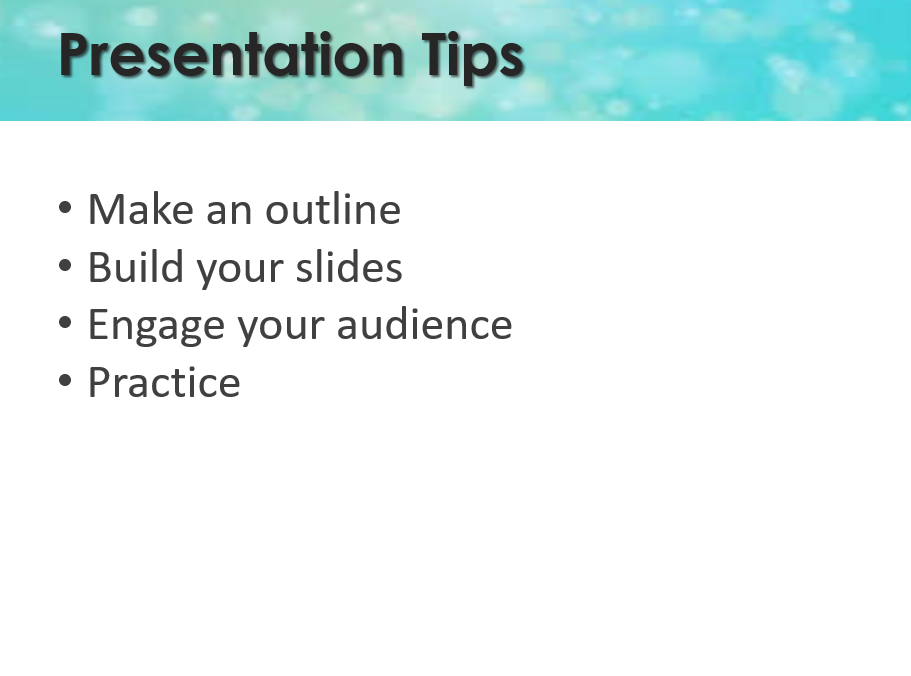 Presentation Tips
• Make an outline
• Build your slides
• Engage your audience
• Practice